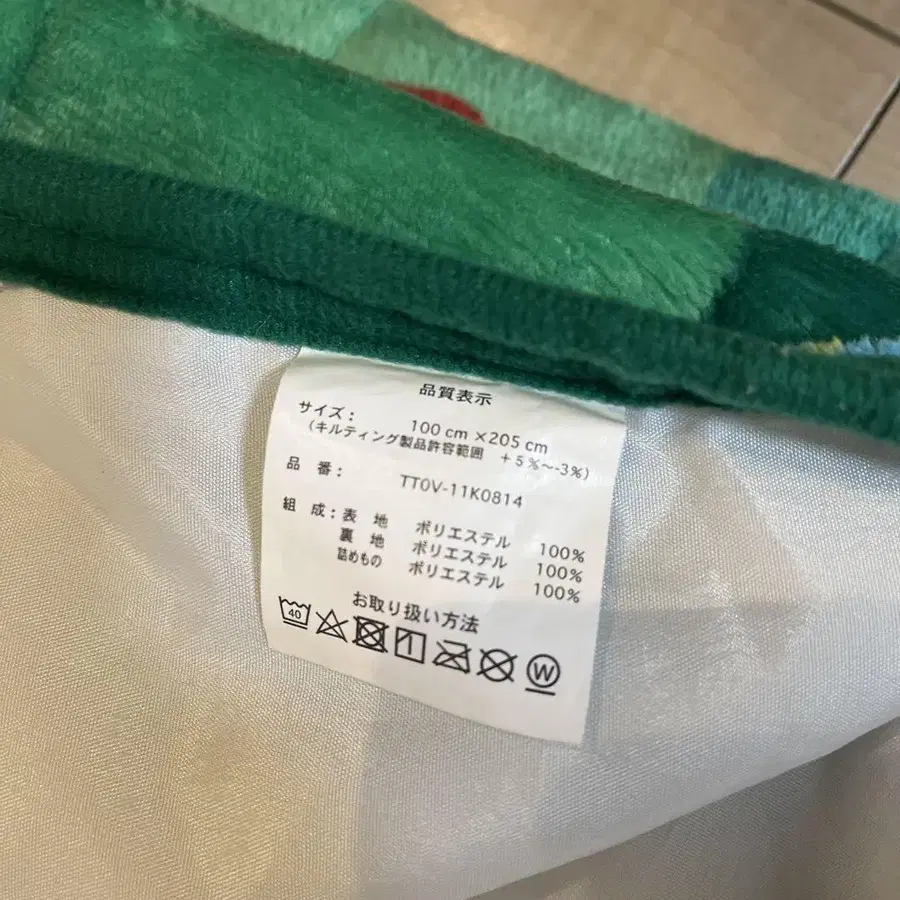 品質表示
サイズ： 100 cm ×205 cm
（キルティング製品許容範囲 ＋5％～-3％）
品 番： TT0V-11K0814
組 成：表 地 ポリエステル 100％
裏 地 ポリエステル 100％
詰めもの ポリエステル 100％
お取り扱い方法
40
W